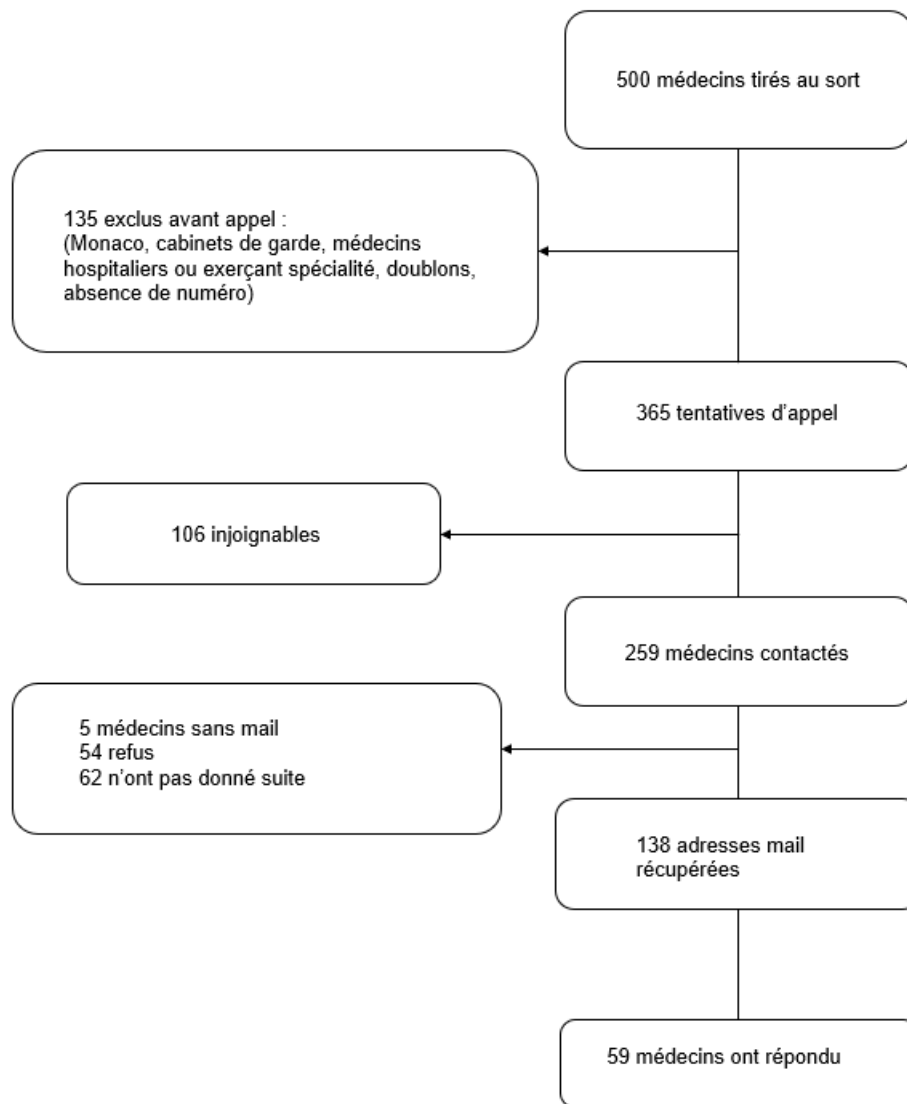 500 médecins tirés au sort
135 exclus avant appel :
(Monaco, cabinets de garde, médecins
hospitaliers ou exerçant spécialité, doublons,
absence de numéro)
365 tentatives d’appel
106 injoignables
259 médecins contactés
5 médecins sans mail
54 refus
62 n’ont pas donné suite
138 adresses mail
récupérées
59 médecins ont répondu